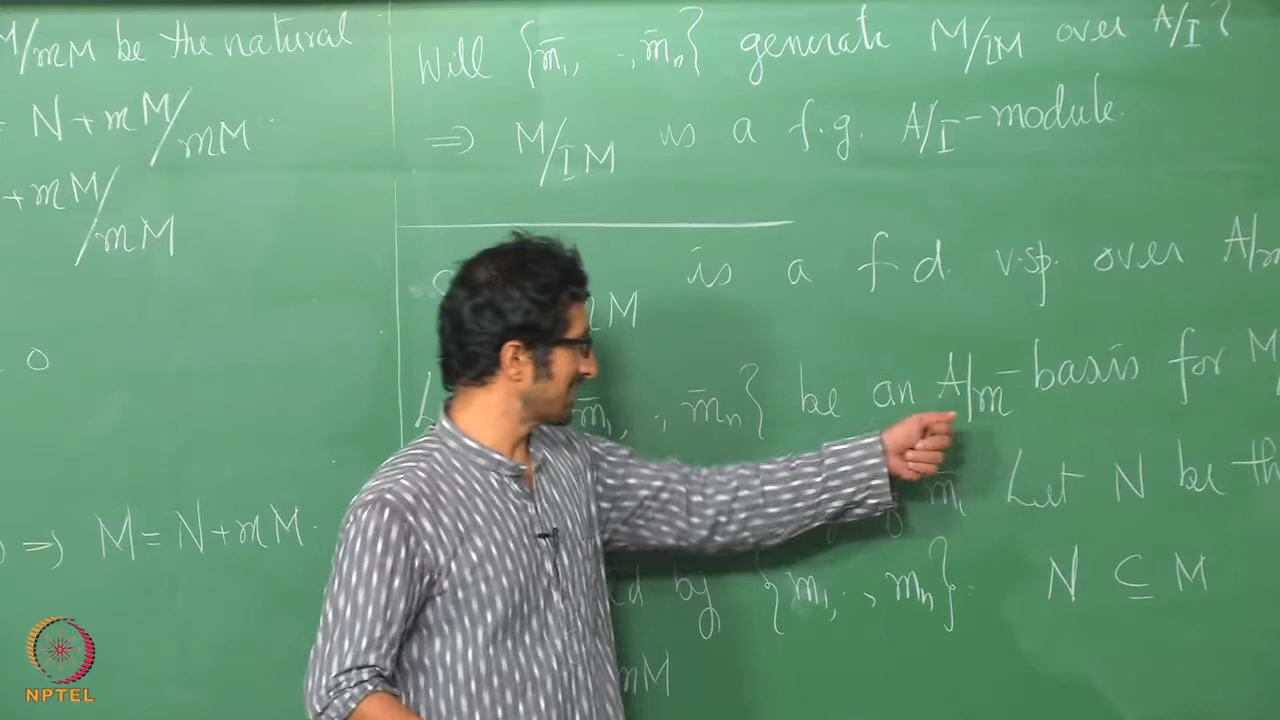 M/mM be the natural
N + mM/mM
+ mM/mM
0
⇒ M = N + mM.
Will {m̄₁, ., m̄ₙ} generate M/IM over A/I?
⇒ M/IM is a f.g. A/I-module.
M is a f d. v.sp. over A/m
m̄₁, ., m̄ₙ} be an A/m-basis for M/
m̄ᵢ Let N be th
by {m₁, ., mₙ}. N ⊆ M
mM
NPTEL